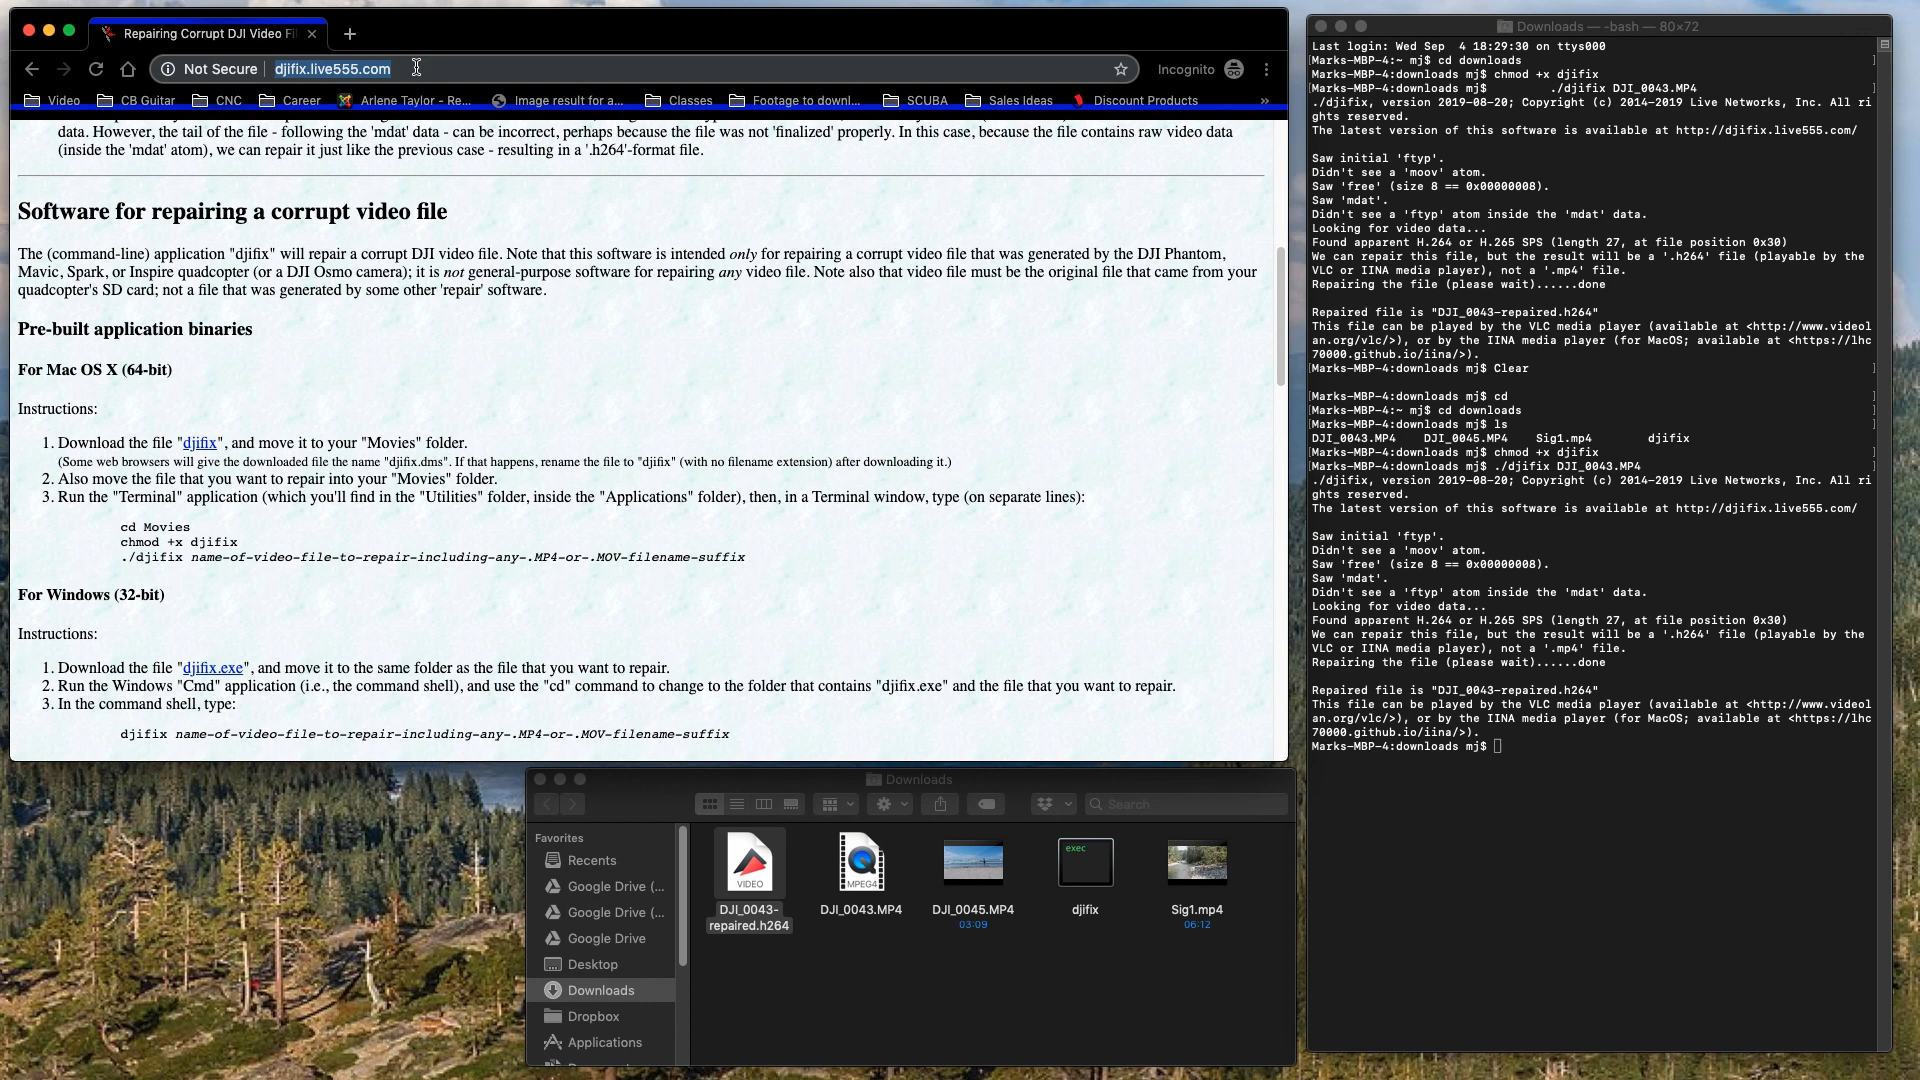 Repairing Corrupt DJI Video Fi
Not Secure
djifix.live555.com
Incognito
Video
CB Guitar
CNC
Career
Arlene Taylor - Re...
Image result for a...
Classes
Footage to downl...
SCUBA
Sales Ideas
Discount Products
»
data. However, the tail of the file - following the 'mdat' data - can be incorrect, perhaps because the file was not 'finalized' properly. In this case, because the file contains raw video data
(inside the 'mdat' atom), we can repair it just like the previous case - resulting in a '.h264'-format file.
Software for repairing a corrupt video file
The (command-line) application "djifix" will repair a corrupt DJI video file. Note that this software is intended only for repairing a corrupt video file that was generated by the DJI Phantom,
Mavic, Spark, or Inspire quadcopter (or a DJI Osmo camera); it is not general-purpose software for repairing any video file. Note also that video file must be the original file that came from your
quadcopter's SD card; not a file that was generated by some other 'repair' software.
Pre-built application binaries
For Mac OS X (64-bit)
Instructions:
1. Download the file "djifix", and move it to your "Movies" folder.
(Some web browsers will give the downloaded file the name "djifix.dms". If that happens, rename the file to "djifix" (with no filename extension) after downloading it.)
2. Also move the file that you want to repair into your "Movies" folder.
3. Run the "Terminal" application (which you'll find in the "Utilities" folder, inside the "Applications" folder), then, in a Terminal window, type (on separate lines):
cd Movies
chmod +x djifix
./djifix name-of-video-file-to-repair-including-any-.MP4-or-.MOV-filename-suffix
For Windows (32-bit)
Instructions:
1. Download the file "djifix.exe", and move it to the same folder as the file that you want to repair.
2. Run the Windows "Cmd" application (i.e., the command shell), and use the "cd" command to change to the folder that contains "djifix.exe" and the file that you want to repair.
3. In the command shell, type:
djifix name-of-video-file-to-repair-including-any-.MP4-or-.MOV-filename-suffix
Downloads — -bash — 80×72
Last login: Wed Sep  4 18:29:30 on ttys000
[Marks-MBP-4:~ mj$ cd downloads ]
[Marks-MBP-4:downloads mj$ chmod +x djifix ]
[Marks-MBP-4:downloads mj$         ./djifix DJI_0043.MP4 ]
./djifix, version 2019-08-20; Copyright (c) 2014-2019 Live Networks, Inc. All ri
ghts reserved.
The latest version of this software is available at http://djifix.live555.com/
Saw initial 'ftyp'.
Didn't see a 'moov' atom.
Saw 'free' (size 8 == 0x00000008).
Saw 'mdat'.
Didn't see a 'ftyp' atom inside the 'mdat' data.
Looking for video data...
Found apparent H.264 or H.265 SPS (length 27, at file position 0x30)
We can repair this file, but the result will be a '.h264' file (playable by the
VLC or IINA media player), not a '.mp4' file.
Repairing the file (please wait)......done
Repaired file is "DJI_0043-repaired.h264"
This file can be played by the VLC media player (available at <http://www.videol
an.org/vlc/>), or by the IINA media player (for MacOS; available at <https://lhc
70000.github.io/iina/>).
[Marks-MBP-4:downloads mj$ Clear ]
[Marks-MBP-4:downloads mj$ cd ]
[Marks-MBP-4:~ mj$ cd downloads ]
[Marks-MBP-4:downloads mj$ ls ]
DJI_0043.MP4    DJI_0045.MP4    Sig1.mp4        djifix
[Marks-MBP-4:downloads mj$ chmod +x djifix ]
[Marks-MBP-4:downloads mj$ ./djifix DJI_0043.MP4 ]
./djifix, version 2019-08-20; Copyright (c) 2014-2019 Live Networks, Inc. All ri
ghts reserved.
The latest version of this software is available at http://djifix.live555.com/
Saw initial 'ftyp'.
Didn't see a 'moov' atom.
Saw 'free' (size 8 == 0x00000008).
Saw 'mdat'.
Didn't see a 'ftyp' atom inside the 'mdat' data.
Looking for video data...
Found apparent H.264 or H.265 SPS (length 27, at file position 0x30)
We can repair this file, but the result will be a '.h264' file (playable by the
VLC or IINA media player), not a '.mp4' file.
Repairing the file (please wait)......done
Repaired file is "DJI_0043-repaired.h264"
This file can be played by the VLC media player (available at <http://www.videol
an.org/vlc/>), or by the IINA media player (for MacOS; available at <https://lhc
70000.github.io/iina/>).
Marks-MBP-4:downloads mj$
Downloads
Search
Favorites
Recents
Google Drive (...
Google Drive (...
Google Drive
Desktop
Downloads
Dropbox
Applications
VIDEO
DJI_0043-
repaired.h264
MPEG4
DJI_0043.MP4
DJI_0045.MP4
03:09
exec
djifix
Sig1.mp4
06:12